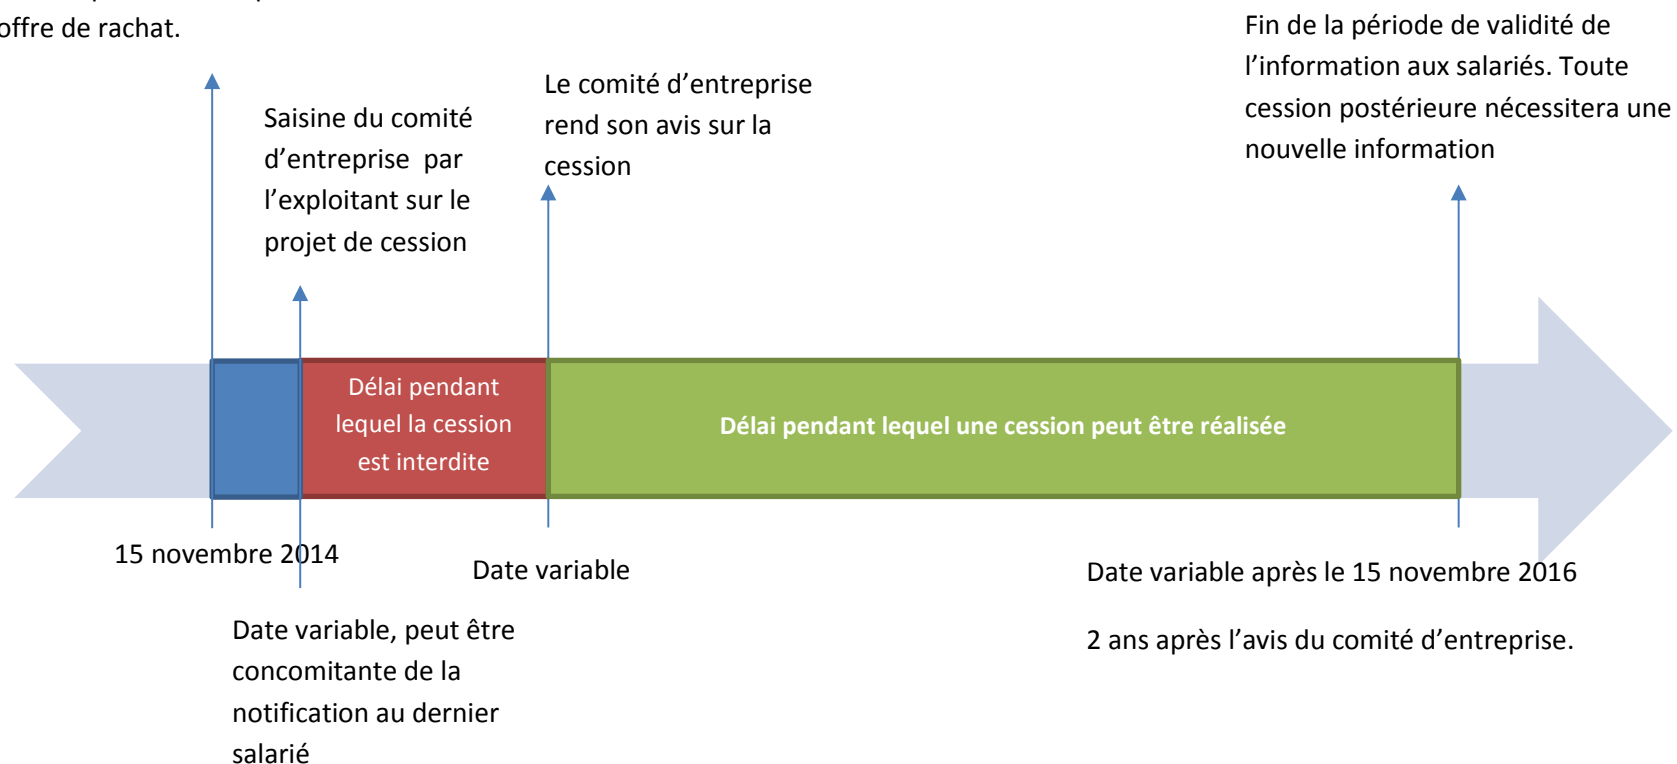 offre de rachat.
Fin de la période de validité de
l’information aux salariés. Toute
cession postérieure nécessitera une
nouvelle information
Le comité d’entreprise
rend son avis sur la
cession
Saisine du comité
d’entreprise  par
l’exploitant sur le
projet de cession
Délai pendant
lequel la cession
est interdite
Délai pendant lequel une cession peut être réalisée
15 novembre 2014
Date variable
Date variable après le 15 novembre 2016
2 ans après l’avis du comité d’entreprise.
Date variable, peut être
concomitante de la
notification au dernier
salarié